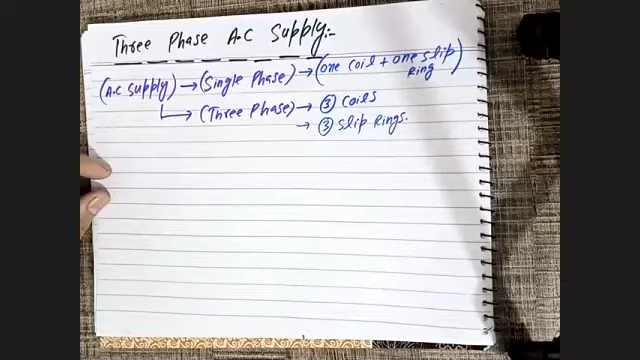 Three Phase A.C Supply:-
(A.C Supply) → (Single Phase) → (one coil + one slip
Ring)
↳ (Three Phase) → ③ coils
→ ③ slip Rings.